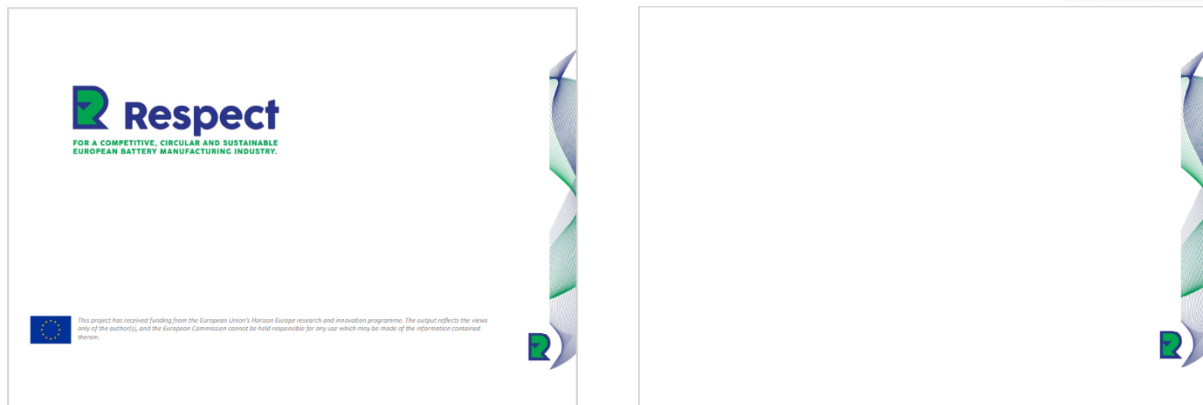 Respect
FOR A COMPETITIVE, CIRCULAR AND SUSTAINABLE
EUROPEAN BATTERY MANUFACTURING INDUSTRY.
This project has received funding from the European Union's Horizon Europe research and innovation programme. The output reflects the views
only of the author(s), and the European Commission cannot be held responsible for any use which may be made of the information contained
therein.